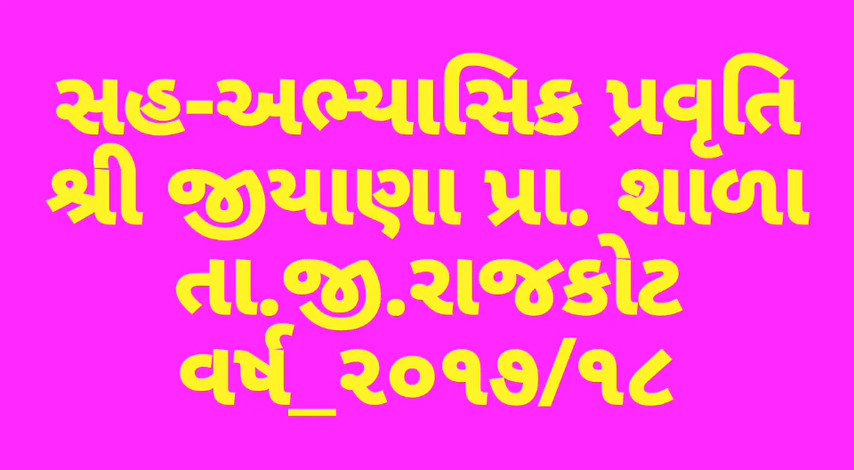 સહ-અભ્યાસિક પ્રવૃતિ
શ્રી જીયાણા પ્રા. શાળા
તા.જી.રાજકોટ
વર્ષ_૨૦૧૭/૧૮